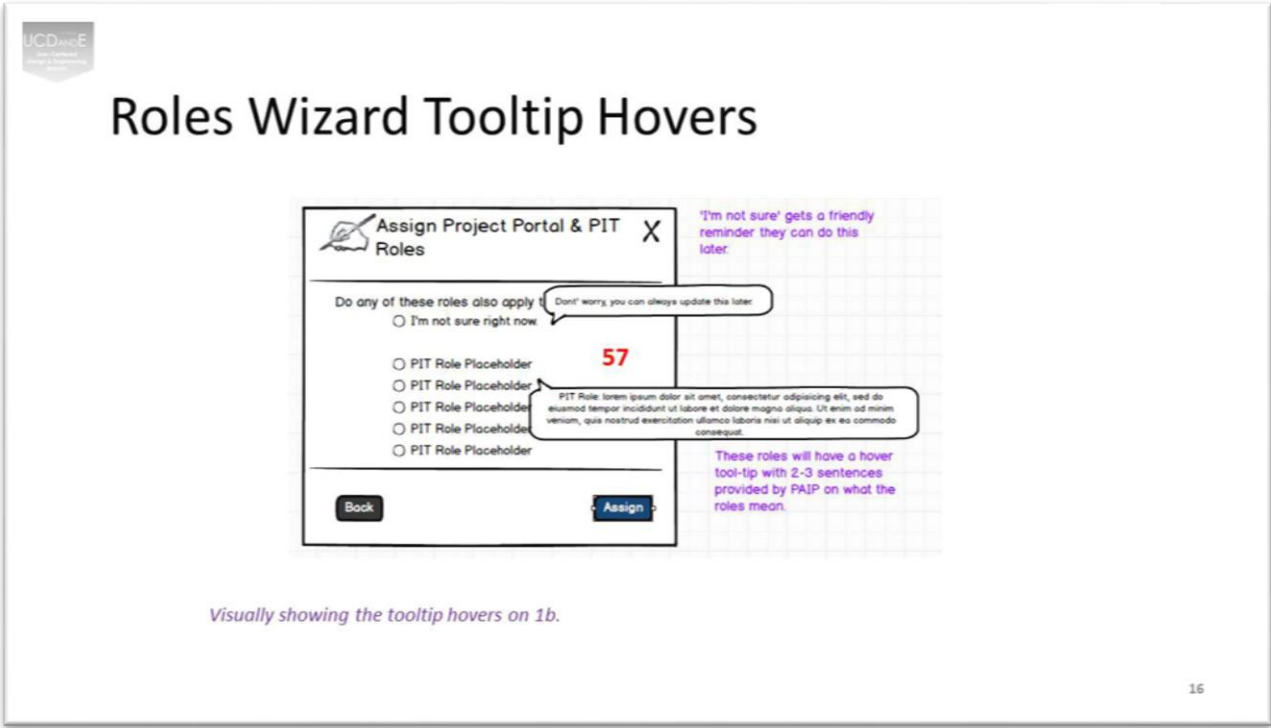 UCDANDE
User-Centered
Design & Engineering
Roles Wizard Tooltip Hovers
Assign Project Portal & PIT
Roles
X
'I'm not sure' gets a friendly
reminder they can do this
later.
Do any of these roles also apply t
Dont' worry, you can always update this later.
I'm not sure right now.
57
PIT Role Placeholder
PIT Role Placeholder
PIT Role Placeholder
PIT Role Placeholder
PIT Role Placeholder
PIT Role: lorem ipsum dolor sit amet, consectetur adipisicing elit, sed do
eiusmod tempor incididunt ut labore et dolore magna aliqua. Ut enim ad minim
veniam, quis nostrud exercitation ullamco laboris nisi ut aliquip ex ea commodo
consequat.
These roles will have a hover
tool-tip with 2-3 sentences
provided by PAIP on what the
roles mean.
Back
Assign
Visually showing the tooltip hovers on 1b.
16